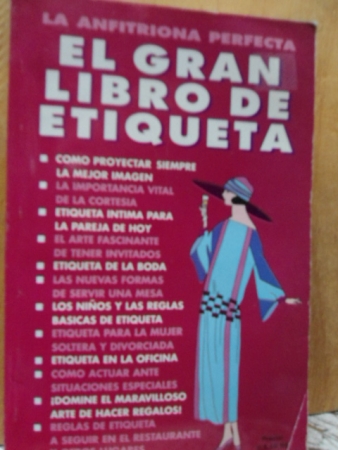 LA ANFITRIONA PERFECTA
EL GRAN
LIBRO DE
ETIQUETA
COMO PROYECTAR SIEMPRE
LA MEJOR IMAGEN
LA IMPORTANCIA VITAL
DE LA CORTESIA
ETIQUETA INTIMA PARA
LA PAREJA DE HOY
EL ARTE FASCINANTE
DE TENER INVITADOS
ETIQUETA DE LA BODA
LAS NUEVAS FORMAS
DE SERVIR UNA MESA
LOS NIÑOS Y LAS REGLAS
BASICAS DE ETIQUETA
ETIQUETA PARA LA MUJER
SOLTERA Y DIVORCIADA
ETIQUETA EN LA OFICINA
COMO ACTUAR ANTE
SITUACIONES ESPECIALES
¡DOMINE EL MARAVILLOSO
ARTE DE HACER REGALOS!
REGLAS DE ETIQUETA
A SEGUIR EN EL RESTAURANTE